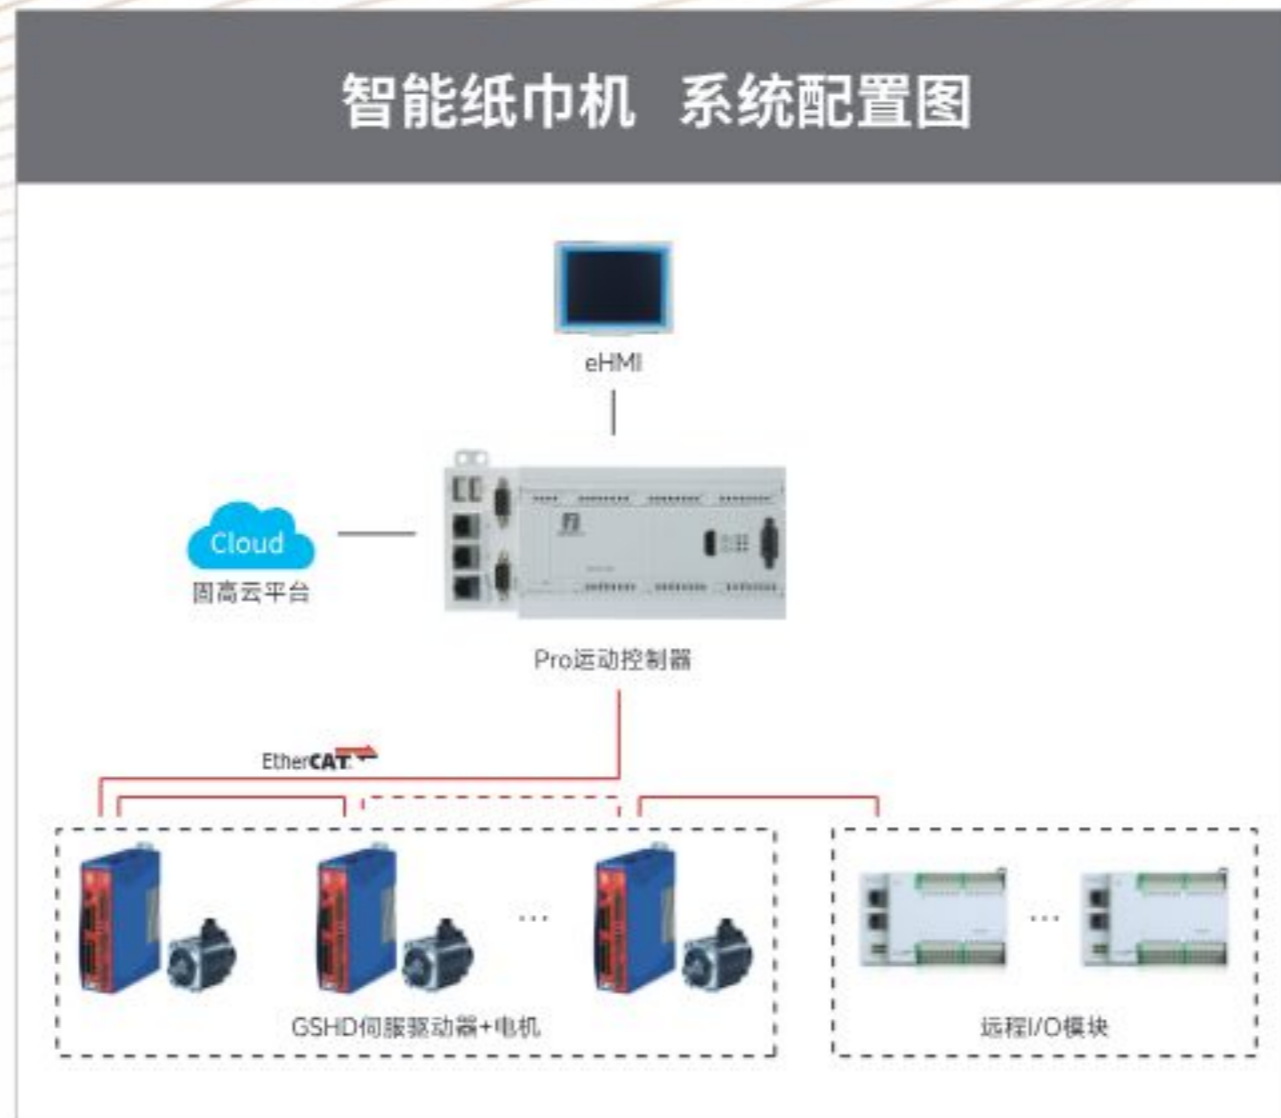 智能纸巾机 系统配置图
eHMI
Cloud
固高云平台
Pro运动控制器
EtherCAT
...
...
GSHD伺服驱动器+电机
远程I/O模块